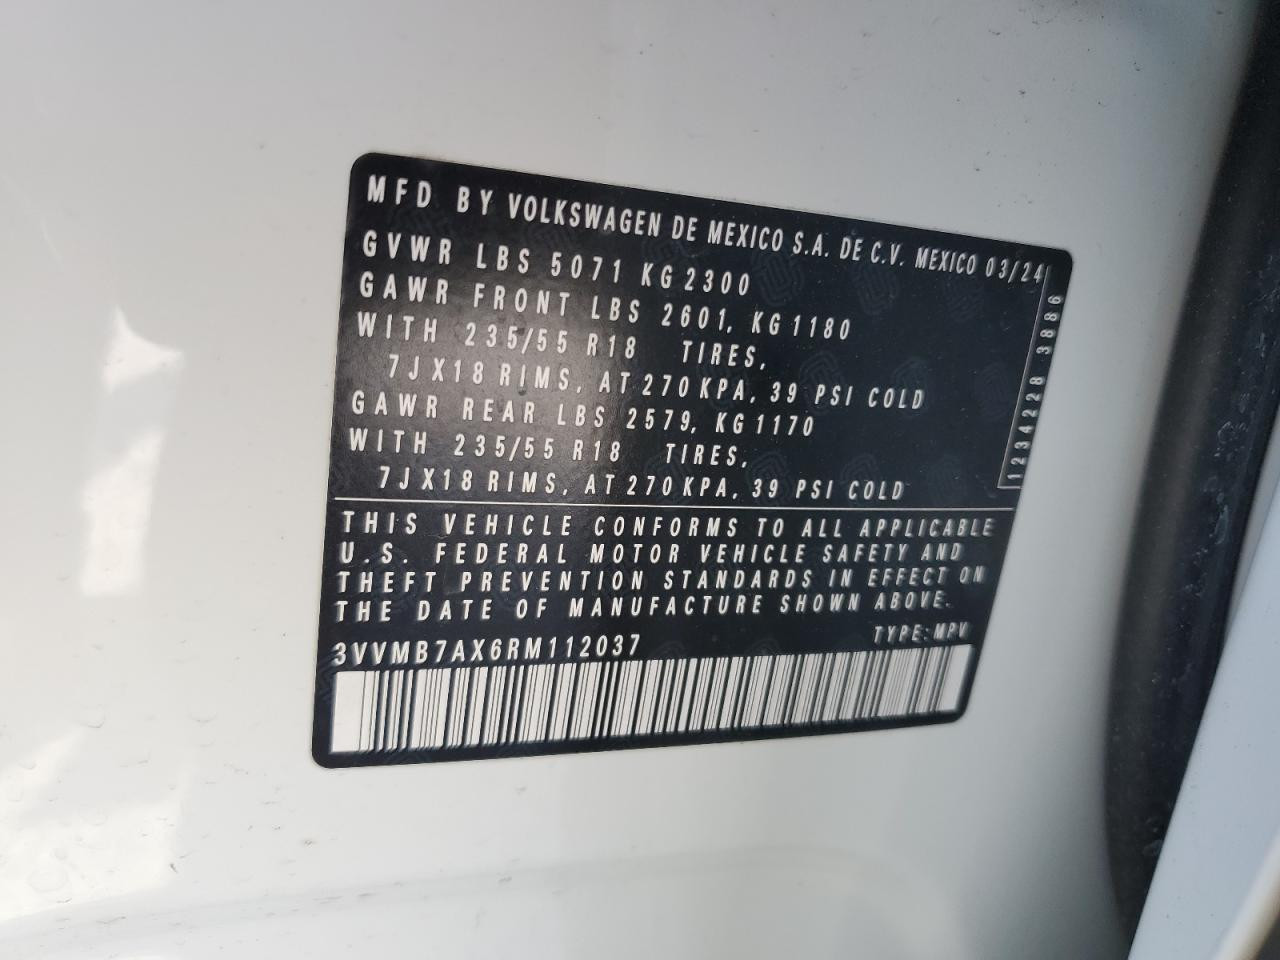 MFD BY VOLKSWAGEN DE MEXICO S.A. DE C.V. MEXICO 03/24
GVWR LBS 5071 KG 2300
GAWR FRONT LBS 2601, KG 1180
WITH 235/55 R18 TIRES,
7J X18 RIMS, AT 270 KPA, 39 PSI COLD
GAWR REAR LBS 2579, KG 1170
WITH 235/55 R18 TIRES,
7J X18 RIMS, AT 270 KPA, 39 PSI COLD
1234228 3886
THIS VEHICLE CONFORMS TO ALL APPLICABLE
U.S. FEDERAL MOTOR VEHICLE SAFETY AND
THEFT PREVENTION STANDARDS IN EFFECT ON
THE DATE OF MANUFACTURE SHOWN ABOVE.
3VVMB7AX6RM112037 TYPE: MPV